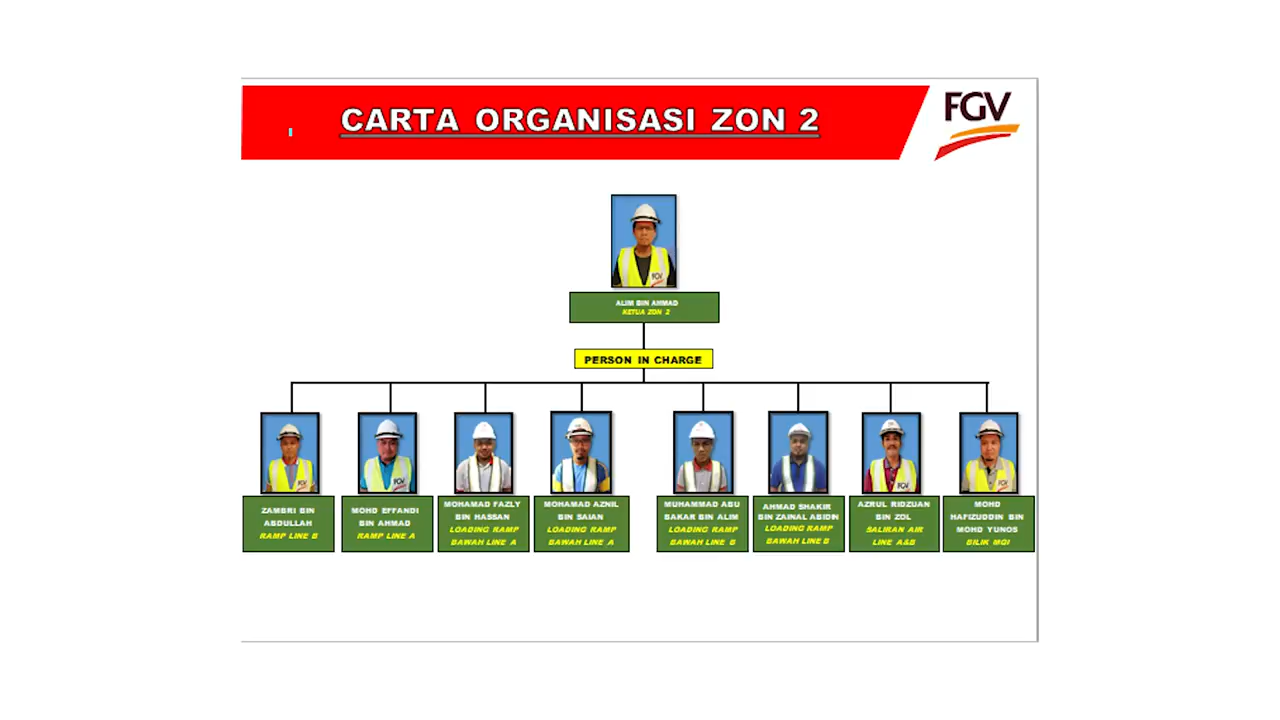 CARTA ORGANISASI ZON 2
FGV
ALIM BIN AHMAD
KETUA ZON 2
PERSON IN CHARGE
ZAMBRI BIN
ABDULLAH
RAMP LINE B
MOHD EFFANDI
BIN AHMAD
RAMP LINE A
MOHAMAD FAZLY
BIN HASSAN
LOADING RAMP
BAWAH LINE A
MOHAMAD AZNIL
BIN SAIAN
LOADING RAMP
BAWAH LINE A
MUHAMMAD ABU
BAKAR BIN ALIM
LOADING RAMP
BAWAH LINE B
AHMAD SHAKIR
BIN ZAINAL ABIDIN
LOADING RAMP
BAWAH LINE B
AZRUL RIDZUAN
BIN ZOL
SALIRAN AIR
LINE A&B
MOHD
HAFIZUDDIN BIN
MOHD YUNOS
BILIK MOI